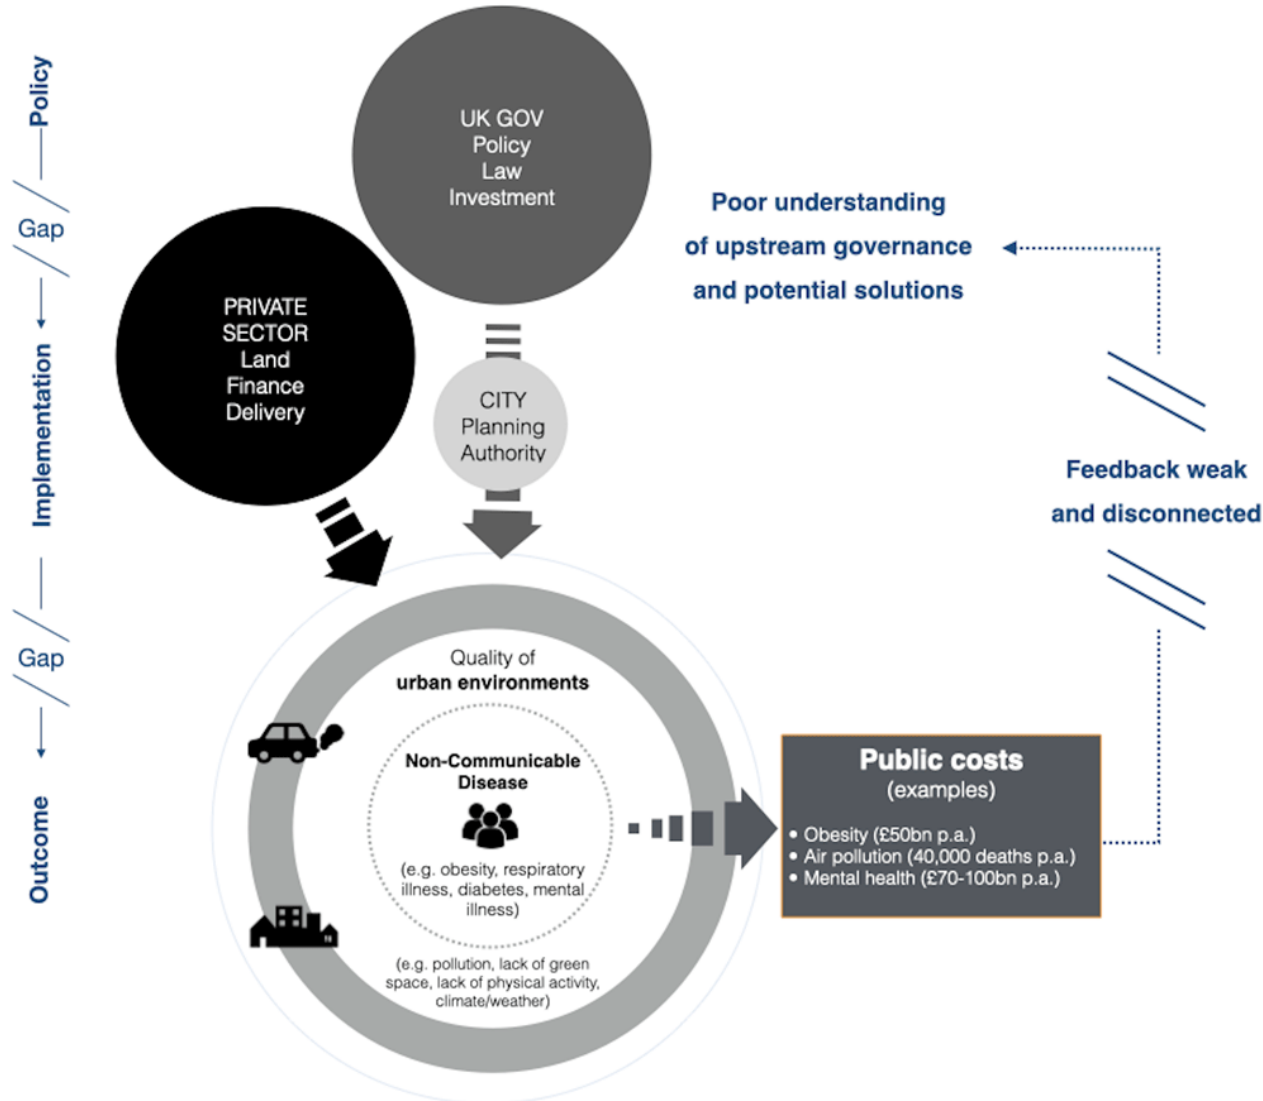 Policy
Gap
Implementation
Gap
Outcome
UK GOV
Policy
Law
Investment
PRIVATE
SECTOR
Land
Finance
Delivery
CITY
Planning
Authority
Poor understanding
of upstream governance
and potential solutions
Feedback weak
and disconnected
Quality of
urban environments
Non-Communicable
Disease
(e.g. obesity, respiratory
illness, diabetes, mental
illness)
(e.g. pollution, lack of green
space, lack of physical activity,
climate/weather)
Public costs
(examples)
• Obesity (£50bn p.a.)
• Air pollution (40,000 deaths p.a.)
• Mental health (£70-100bn p.a.)